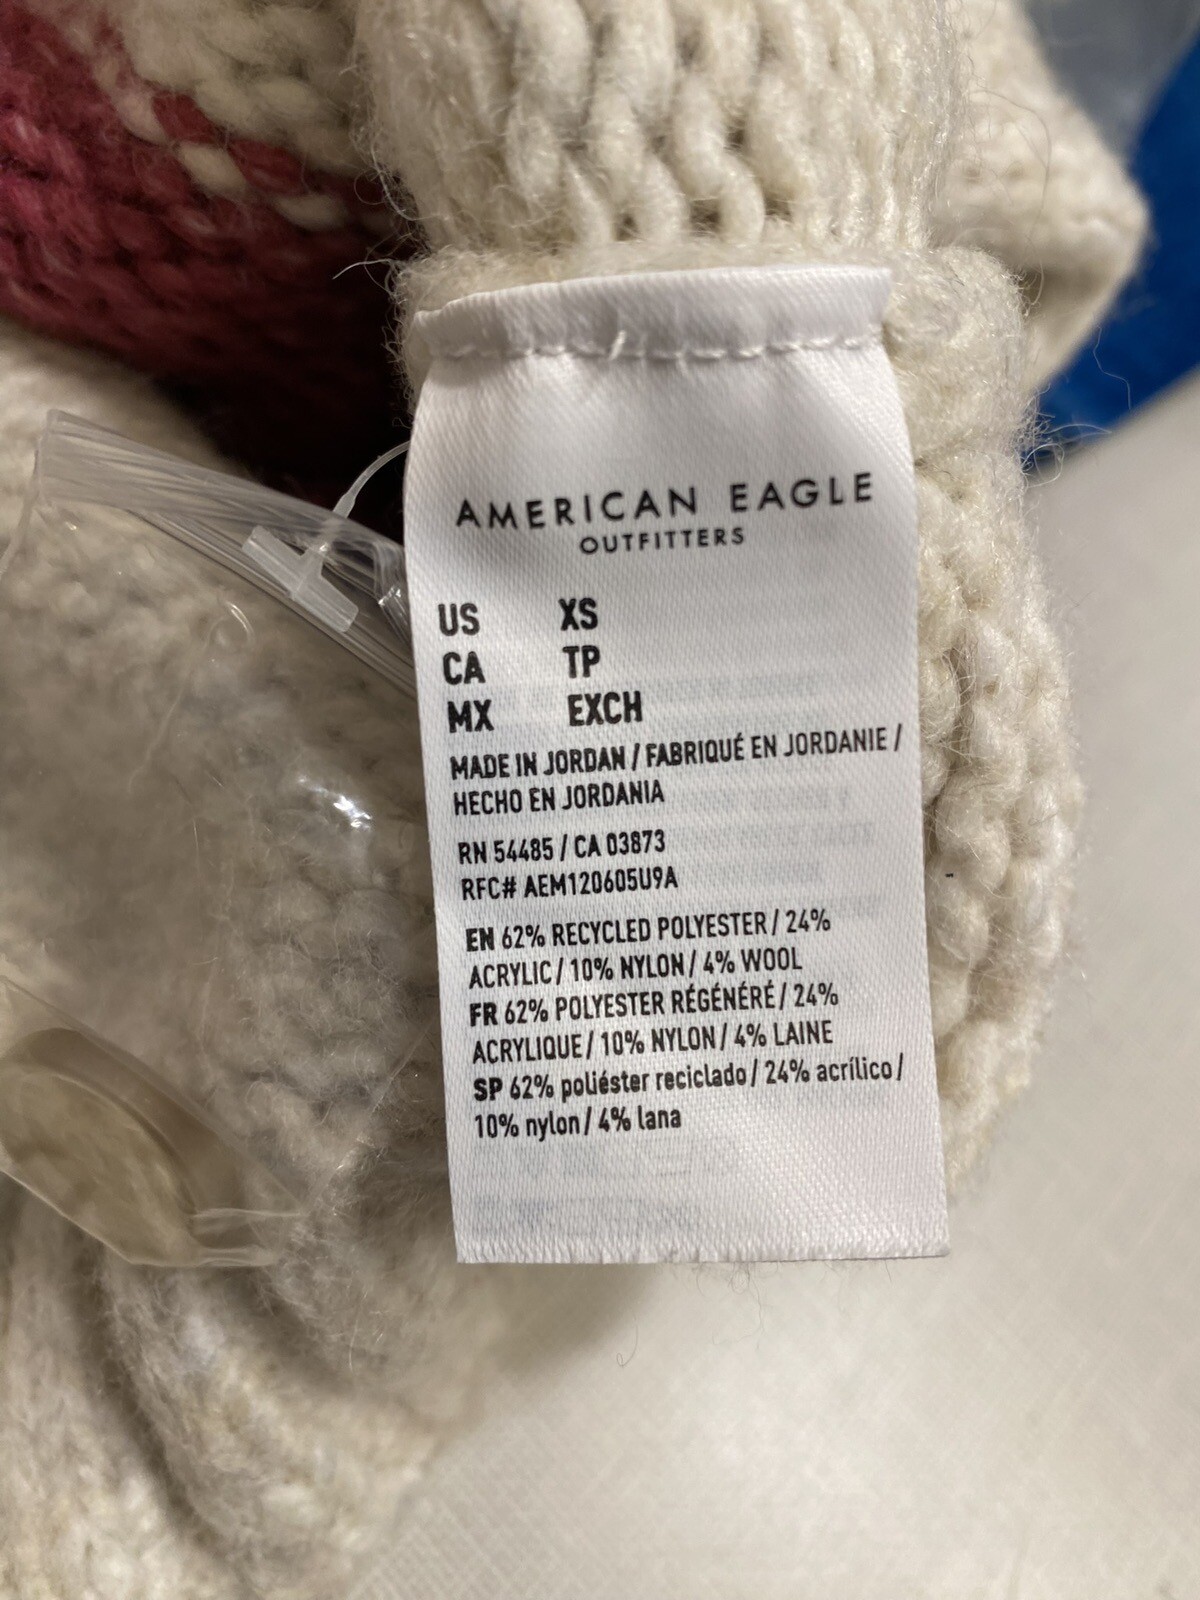 AMERICAN EAGLE
OUTFITTERS
US XS
CA TP
MX EXCH
MADE IN JORDAN / FABRIQUÉ EN JORDANIE /
HECHO EN JORDANIA
RN 54485 / CA 03873
RFC# AEM120605U9A
EN 62% RECYCLED POLYESTER / 24%
ACRYLIC / 10% NYLON / 4% WOOL
FR 62% POLYESTER RÉGÉNÉRÉ / 24%
ACRYLIQUE / 10% NYLON / 4% LAINE
SP 62% poliéster reciclado / 24% acrílico /
10% nylon / 4% lana